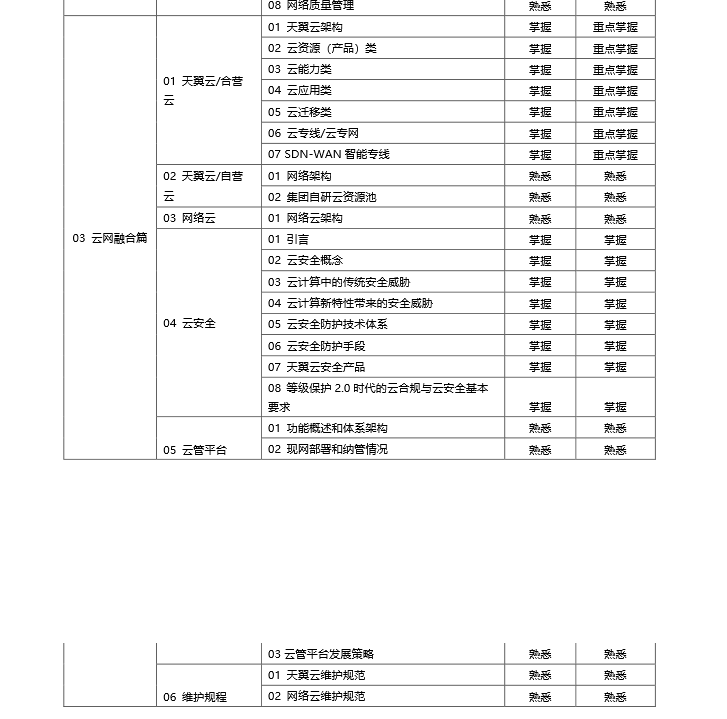 08 网络质量管理 熟悉 熟悉
01 天翼云架构 掌握 重点掌握
02 云资源（产品）类 掌握 重点掌握
03 云能力类 掌握 重点掌握
01 天翼云/合营
云
04 云应用类 掌握 重点掌握
05 云迁移类 掌握 重点掌握
06 云专线/云专网 掌握 重点掌握
07 SDN-WAN 智能专线 掌握 重点掌握
02 天翼云/自营
云
01 网络架构 熟悉 熟悉
02 集团自研云资源池 熟悉 熟悉
03 网络云 01 网络云架构 熟悉 熟悉
03 云网融合篇
01 引言 掌握 掌握
02 云安全概念 掌握 掌握
03 云计算中的传统安全威胁 掌握 掌握
04 云计算新特性带来的安全威胁 掌握 掌握
04 云安全
05 云安全防护技术体系 掌握 掌握
06 云安全防护手段 掌握 掌握
07 天翼云安全产品 掌握 掌握
08 等级保护 2.0 时代的云合规与云安全基本
要求 掌握 掌握
01 功能概述和体系架构 熟悉 熟悉
05 云管平台 02 现网部署和纳管情况 熟悉 熟悉
03 云管平台发展策略 熟悉 熟悉
01 天翼云维护规范 熟悉 熟悉
06 维护规程 02 网络云维护规范 熟悉 熟悉